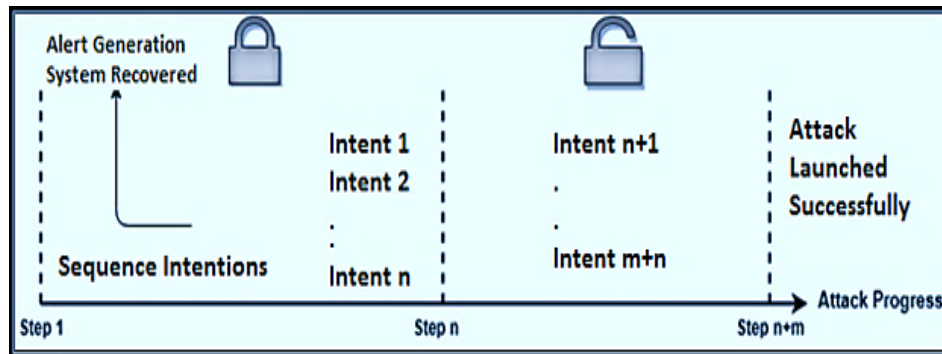 Alert Generation
System Recovered
Intent 1
Intent 2
.
.
Intent n
Sequence Intentions
Intent n+1
.
.
Intent m+n
Attack
Launched
Successfully
Attack Progress
Step 1
Step n
Step n+m